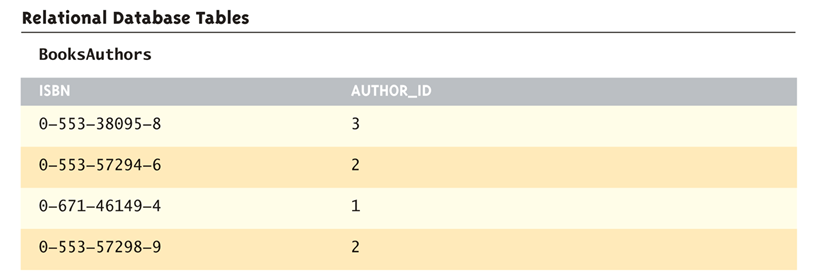 Relational Database Tables
BooksAuthors
ISBN AUTHOR_ID
0-553-38095-8 3
0-553-57294-6 2
0-671-46149-4 1
0-553-57298-9 2